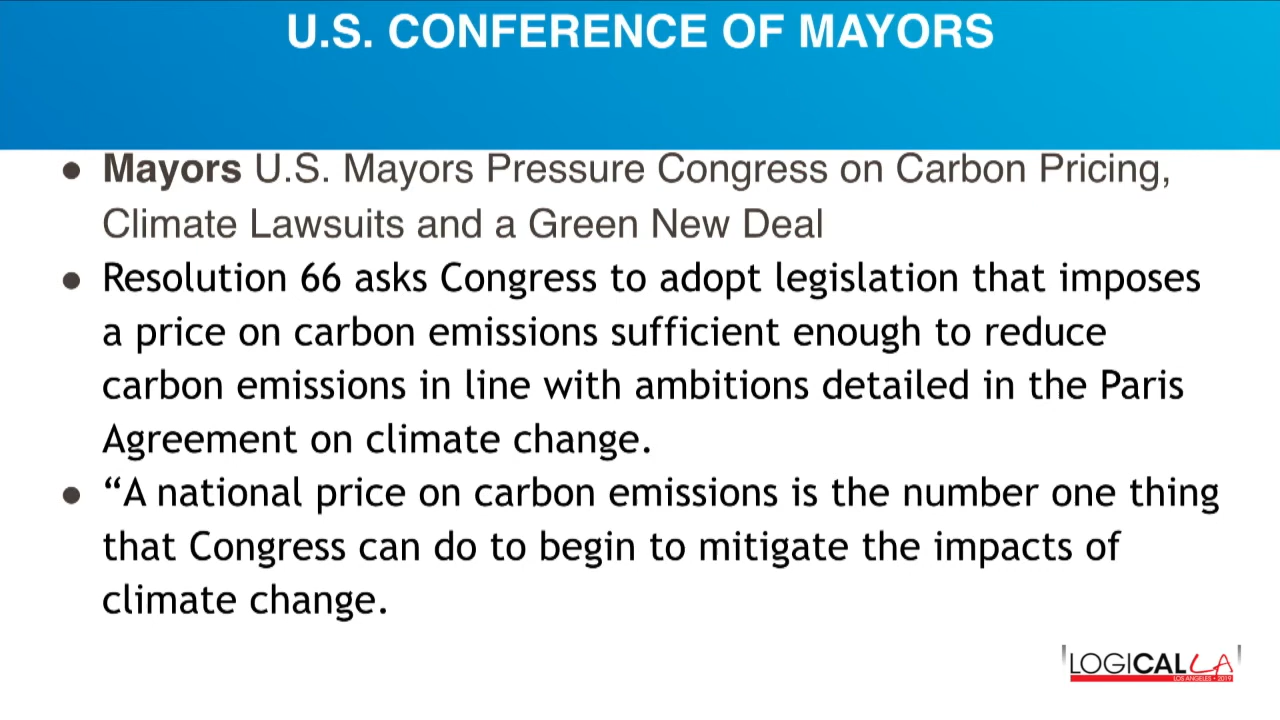 U.S. CONFERENCE OF MAYORS
● Mayors U.S. Mayors Pressure Congress on Carbon Pricing,
Climate Lawsuits and a Green New Deal
● Resolution 66 asks Congress to adopt legislation that imposes
a price on carbon emissions sufficient enough to reduce
carbon emissions in line with ambitions detailed in the Paris
Agreement on climate change.
● “A national price on carbon emissions is the number one thing
that Congress can do to begin to mitigate the impacts of
climate change.
LOGICALLA
LOS ANGELES • 2019